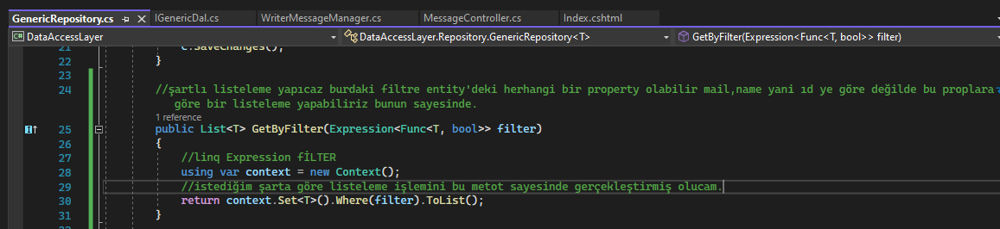 GenericRepository.cs IGenericDal.cs WriterMessageManager.cs MessageController.cs Index.cshtml
DataAccessLayer DataAccessLayer.Repository.GenericRepository<T> GetByFilter(Expression<Func<T, bool>> filter)
21 c.SaveChanges();
22 }
23
24 //şartlı listeleme yapıcaz burdaki filtre entity'deki herhangi bir property olabilir mail,name yani ıd ye göre değilde bu proplara
göre bir listeleme yapabiliriz bunun sayesinde.
1 reference
25 public List<T> GetByFilter(Expression<Func<T, bool>> filter)
26 {
27 //linq Expression fİLTER
28 using var context = new Context();
29 //istediğim şarta göre listeleme işlemini bu metot sayesinde gerçekleştirmiş olucam.
30 return context.Set<T>().Where(filter).ToList();
31 }